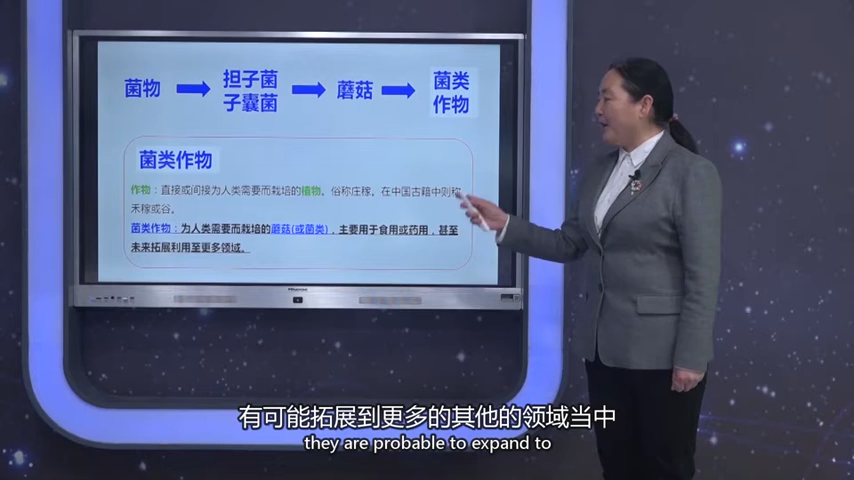 菌物 担子菌 子囊菌 蘑菇 菌类 作物
菌类作物
作物：直接或间接为人类需要而栽培的植物。俗称庄稼。在中国古籍中则称
禾稼或谷。
菌类作物：为人类需要而栽培的蘑菇(或菌类)，主要用于食用或药用，甚至
未来拓展利用至更多领域。
Hisense
有可能拓展到更多的其他的领域当中
they are probable to expand to